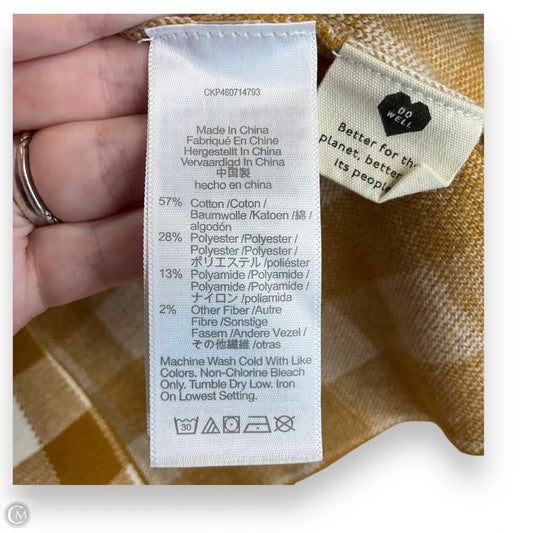 CKP460714793
Made In China
Fabriqué En Chine
Hergestellt In China
Vervaardigd In China
中国製
hecho en china
57% Cotton /Coton /
Baumwolle /Katoen /綿 /
algodón
28% Polyester /Polyester /
Polyester /Polyester /
ポリエステル /poliéster
13% Polyamide /Polyamide /
Polyamide /Polyamide /
ナイロン /poliamida
2% Other Fiber /Autre
Fibre /Sonstige
Fasern /Andere Vezel /
その他繊維 /otras
Machine Wash Cold With Like
Colors. Non-Chlorine Bleach
Only. Tumble Dry Low. Iron
On Lowest Setting.
30
DO
WELL
Better for the
planet, better
its people
CM